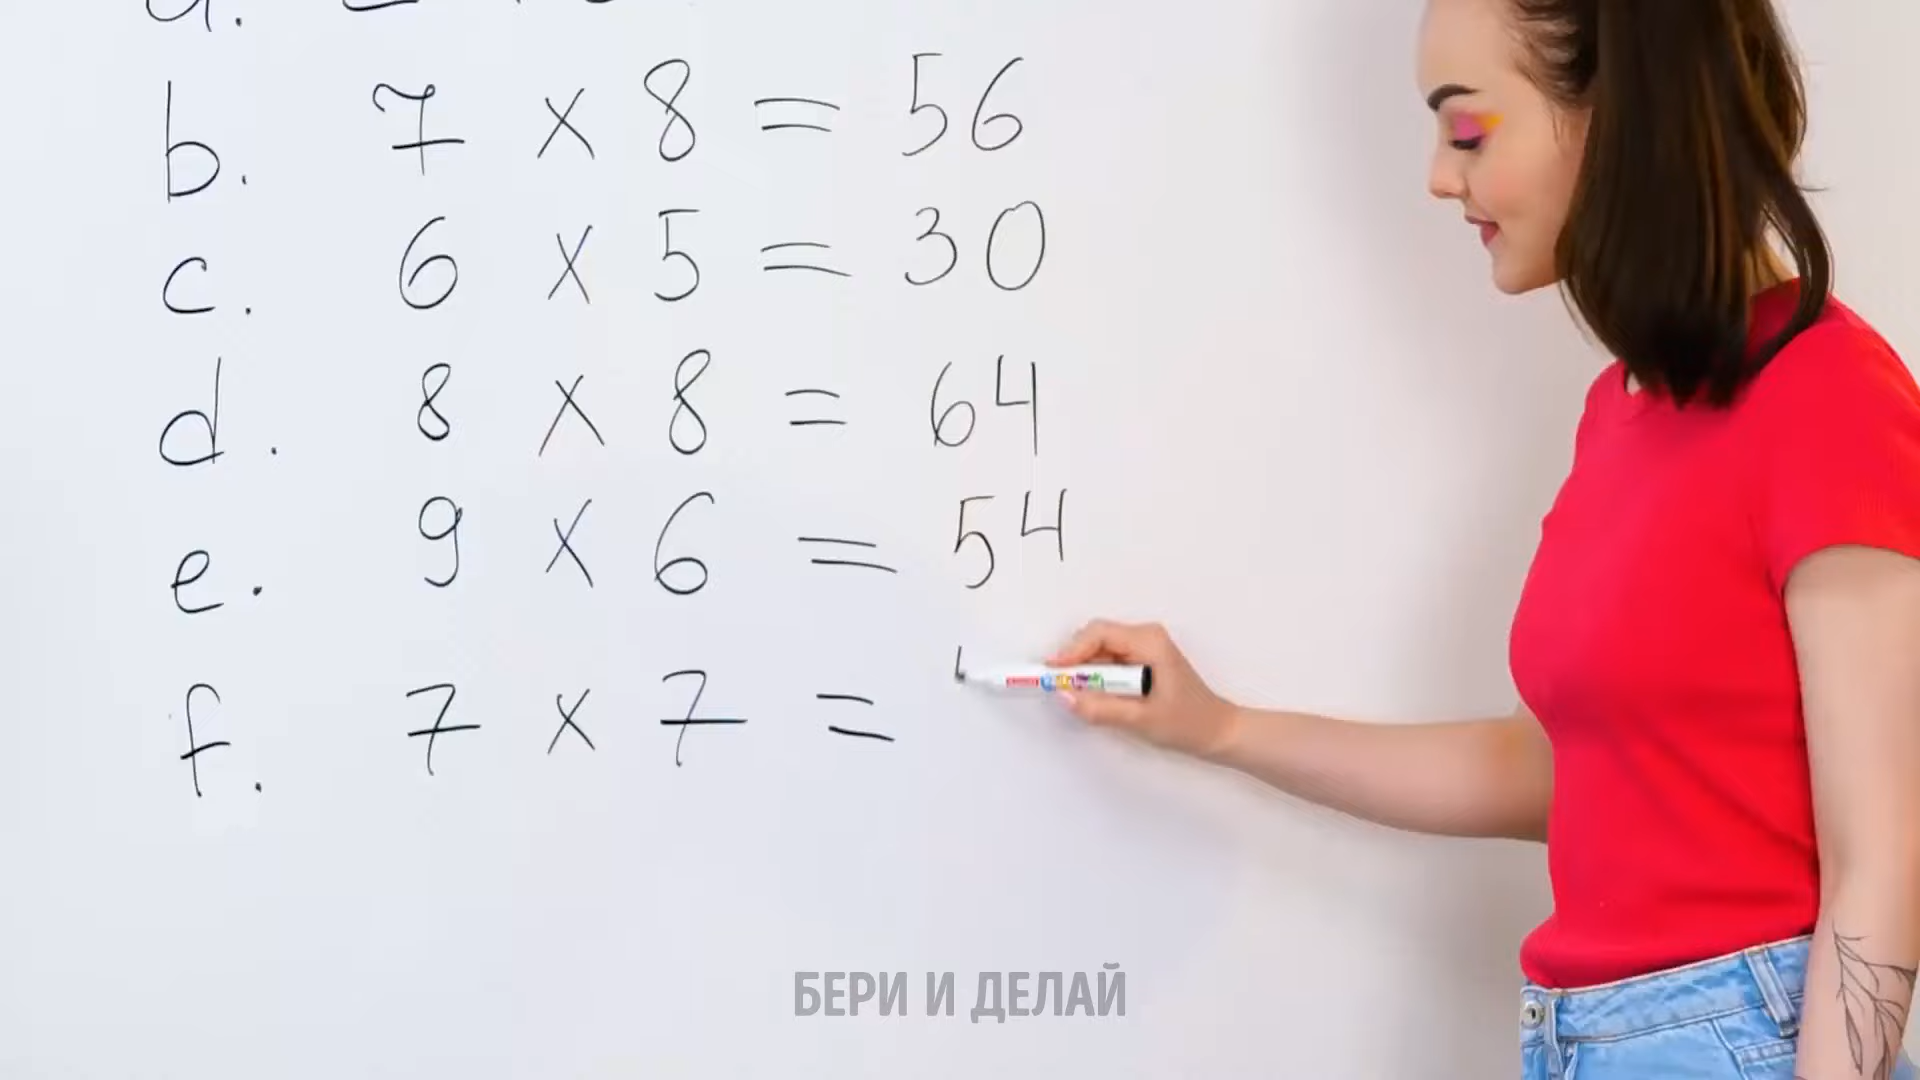 b. 7 x 8 = 56
c. 6 x 5 = 30
d. 8 x 8 = 64
e. 9 x 6 = 54
f. 7 x 7 =
БЕРИ И ДЕЛАЙ